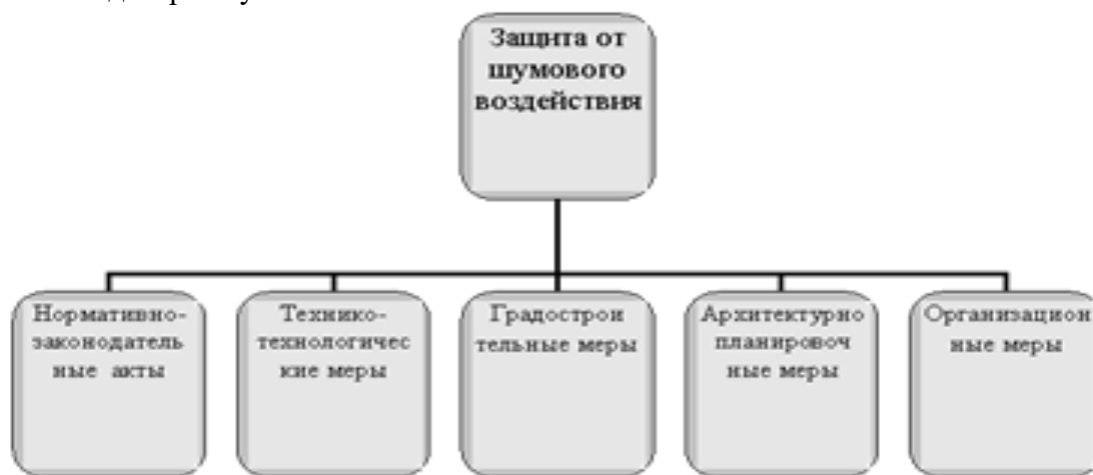 Защита от
шумового
воздействия
Нормативно-
законодатель
ные акты
Технико-
технологичес
кие меры
Градострои
тельные меры
Архитектурно
планировоч
ные меры
Организацион
ные меры